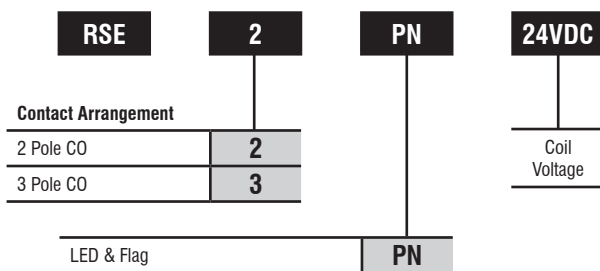 RSE 2 PN 24VDC
Contact Arrangement
2 Pole CO 2
3 Pole CO 3
Coil
Voltage
LED & Flag PN